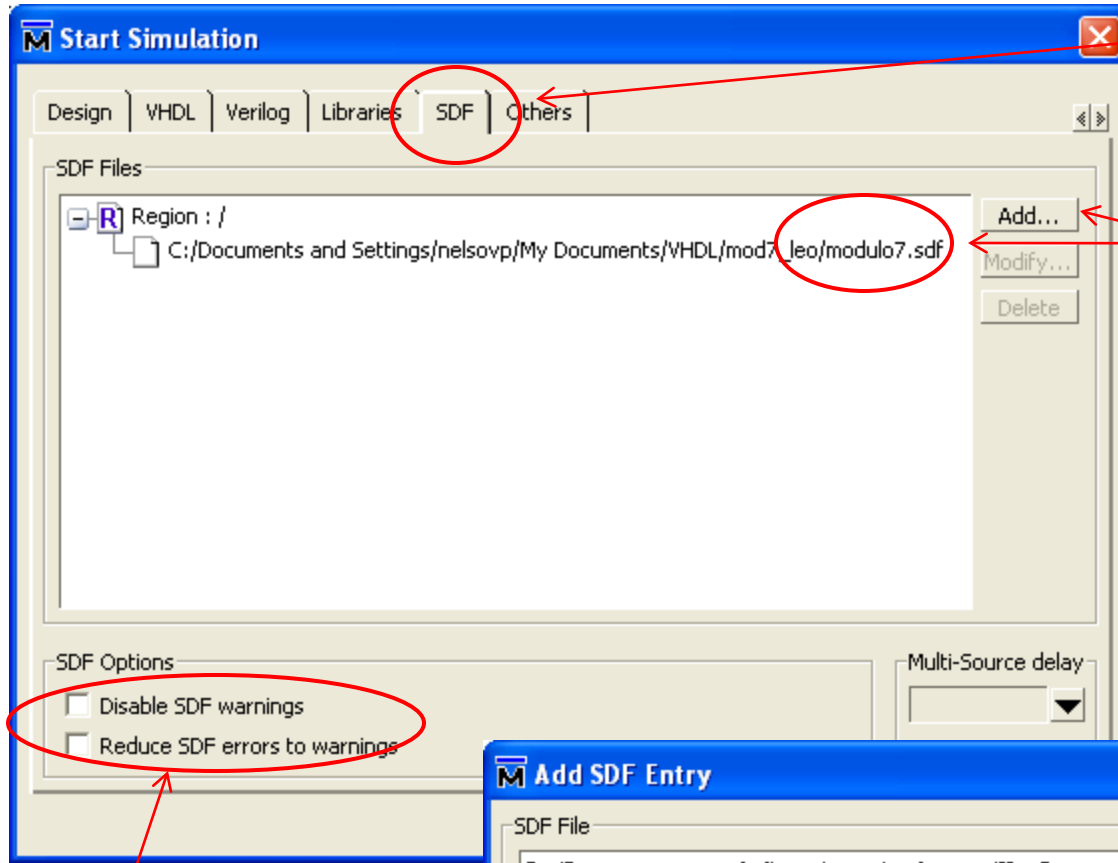 Start Simulation
Design VHDL Verilog Libraries SDF Others
SDF Files
Region : /
Add...
C:/Documents and Settings/nelsovp/My Documents/VHDL/mod7_leo/modulo7.sdf
Modify...
Delete
SDF Options
Multi-Source delay
Disable SDF warnings
Reduce SDF errors to warnings
Add SDF Entry
SDF File